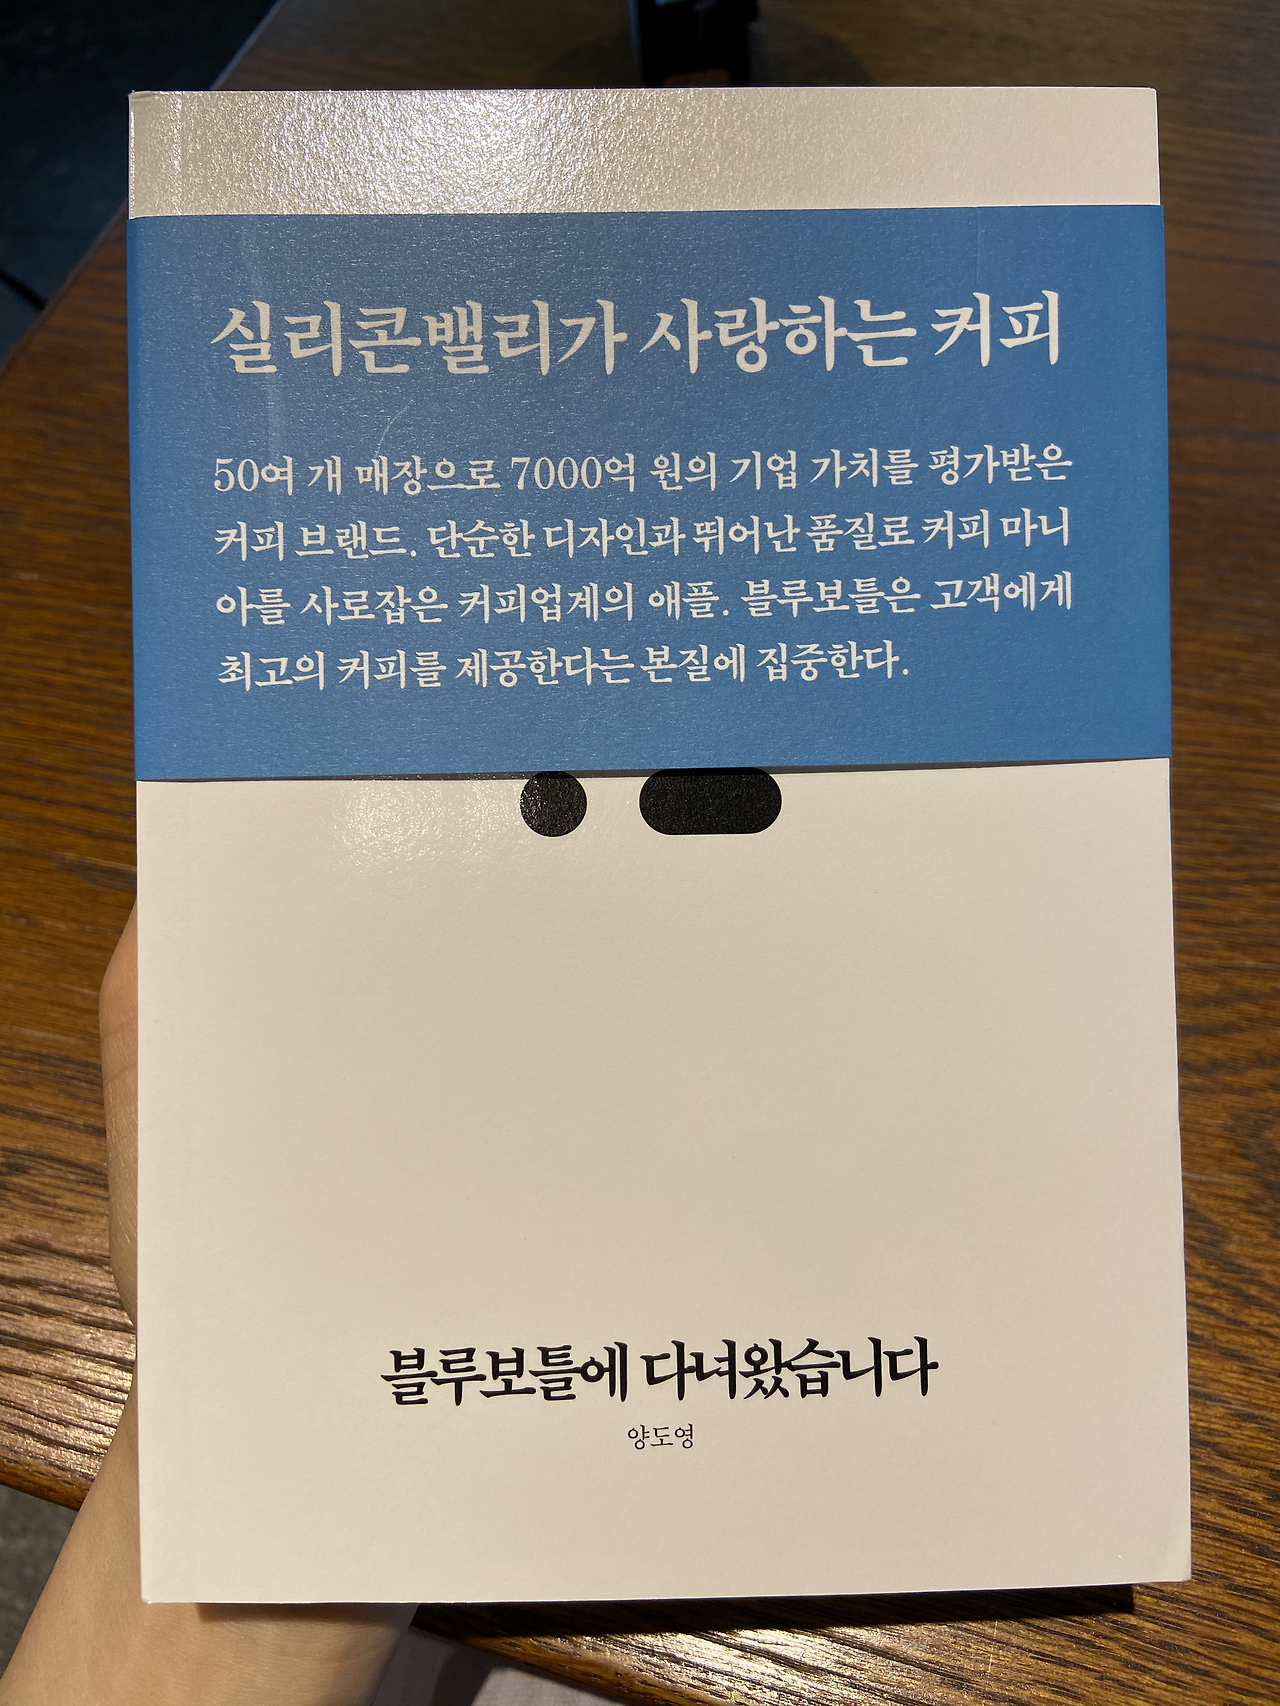 실리콘밸리가 사랑하는 커피
50여 개 매장으로 7000억 원의 기업 가치를 평가받은
커피 브랜드. 단순한 디자인과 뛰어난 품질로 커피 마니
아를 사로잡은 커피업계의 애플. 블루보틀은 고객에게
최고의 커피를 제공한다는 본질에 집중한다.
블루보틀에 다녀왔습니다
양도영